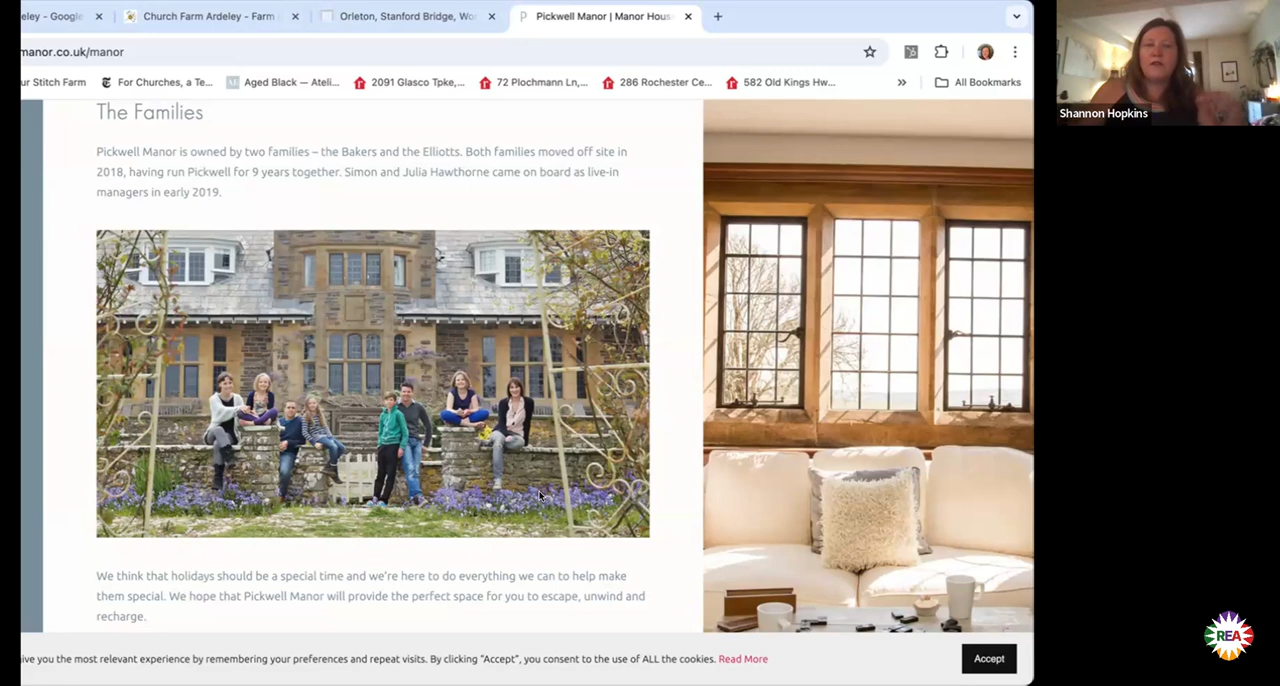 eley - Google
Church Farm Ardeley - Farm
Orleton, Stanford Bridge, Wor
Pickwell Manor | Manor Hous
manor.co.uk/manor
ur Stitch Farm
For Churches, a Te...
Aged Black — Ateli...
2091 Glasco Tpke,...
72 Plochmann Ln,...
286 Rochester Ce...
582 Old Kings Hw...
All Bookmarks
Shannon Hopkins
The Families
Pickwell Manor is owned by two families – the Bakers and the Elliotts. Both families moved off site in
2018, having run Pickwell for 9 years together. Simon and Julia Hawthorne came on board as live-in
managers in early 2019.
We think that holidays should be a special time and we're here to do everything we can to help make
them special. We hope that Pickwell Manor will provide the perfect space for you to escape, unwind and
recharge.
ive you the most relevant experience by remembering your preferences and repeat visits. By clicking "Accept", you consent to the use of ALL the cookies. Read More
Accept
REA